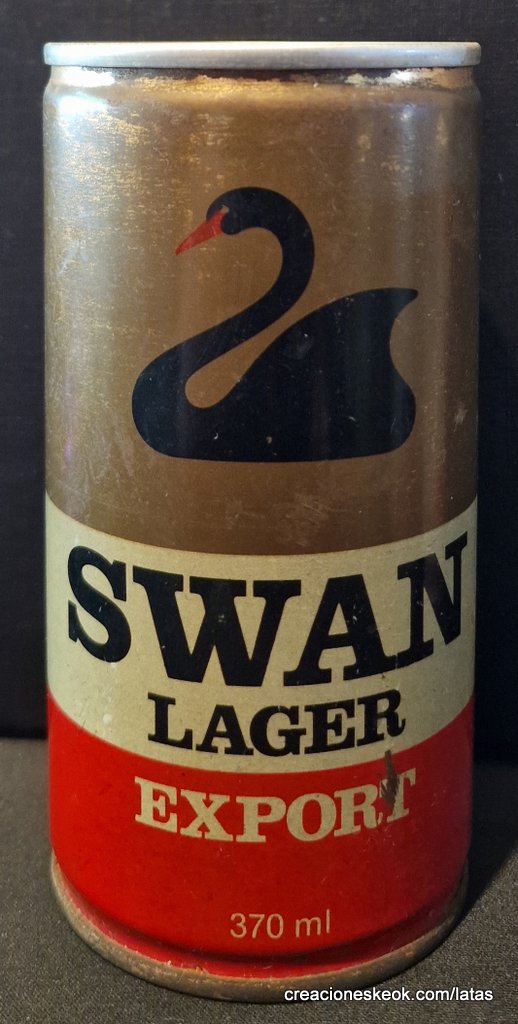 SWAN
LAGER
EXPORT
370 ml
creacioneskeok.com/latas